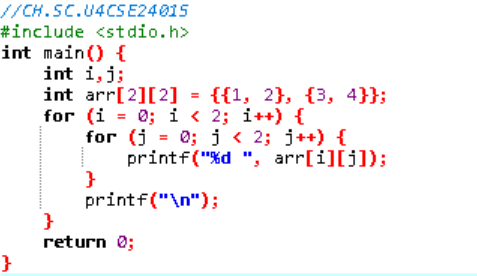 //CH.SC.U4CSE24015
#include <stdio.h>
int main() {
    int i,j;
    int arr[2][2] = {{1, 2}, {3, 4}};
    for (i = 0; i < 2; i++) {
        for (j = 0; j < 2; j++) {
            printf("%d ", arr[i][j]);
        }
        printf("\n");
    }
    return 0;
}